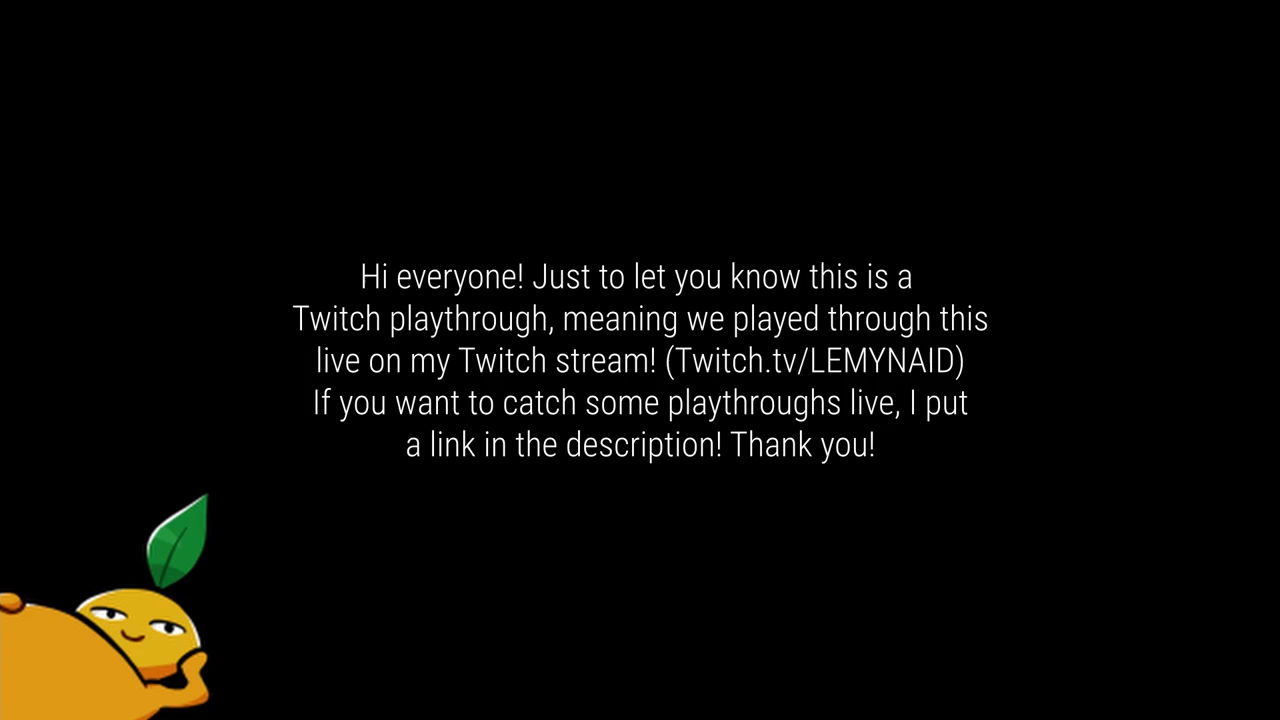 Hi everyone! Just to let you know this is a
Twitch playthrough, meaning we played through this
live on my Twitch stream! (Twitch.tv/LEMYNAID)
If you want to catch some playthroughs live, I put
a link in the description! Thank you!